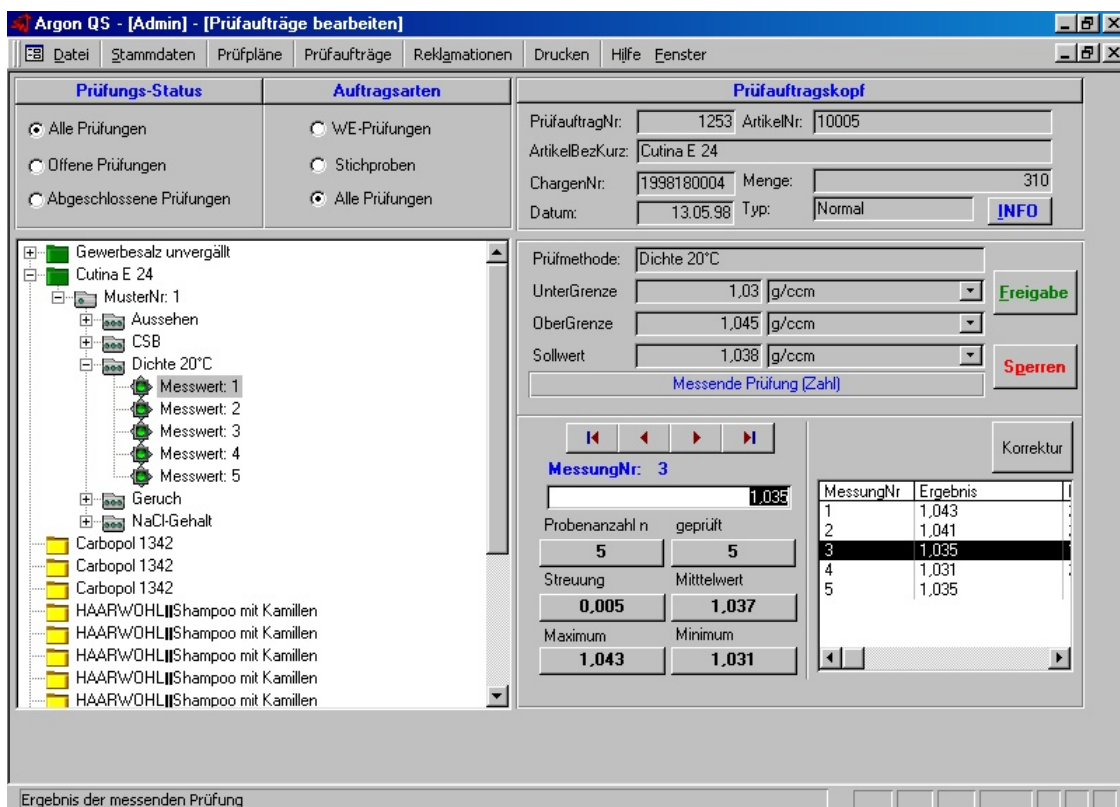 Argon QS - [Admin] - [Prüfaufträge bearbeiten]
Datei Stammdaten Prüfpläne Prüfaufträge Reklamationen Drucken Hilfe Fenster
Prüfungs-Status Auftragsarten
Alle Prüfungen WE-Prüfungen
Offene Prüfungen Stichproben
Abgeschlossene Prüfungen Alle Prüfungen
Prüfauftragskopf
PrüfauftragNr: 1253 ArtikelNr: 10005
ArtikelBezKurz: Cutina E 24
ChargenNr: 1998180004 Menge: 310
Datum: 13.05.98 Typ: Normal INFO
Gewerbesalz unvergällt
Cutina E 24
MusterNr: 1
Aussehen
CSB
Dichte 20°C
Messwert: 1
Messwert: 2
Messwert: 3
Messwert: 4
Messwert: 5
Geruch
NaCl-Gehalt
Carbopol 1342
Carbopol 1342
Carbopol 1342
HAARWOHL||Shampoo mit Kamillen
HAARWOHL||Shampoo mit Kamillen
HAARWOHL||Shampoo mit Kamillen
HAARWOHL||Shampoo mit Kamillen
HAARWOHL||Shampoo mit Kamillen
Prüfmethode: Dichte 20°C
UnterGrenze 1,03 g/ccm
OberGrenze 1,045 g/ccm
Sollwert 1,038 g/ccm
Messende Prüfung (Zahl)
Freigabe
Sperren
MessungNr: 3
1,035
Probenanzahl n geprüft
5 5
Streuung Mitttelwert
0,005 1,037
Maximum Minimum
1,043 1,031
Korrektur
MessungNr Ergebnis
1 1,043
2 1,041
3 1,035
4 1,031
5 1,035
Ergebnis der messenden Prüfung